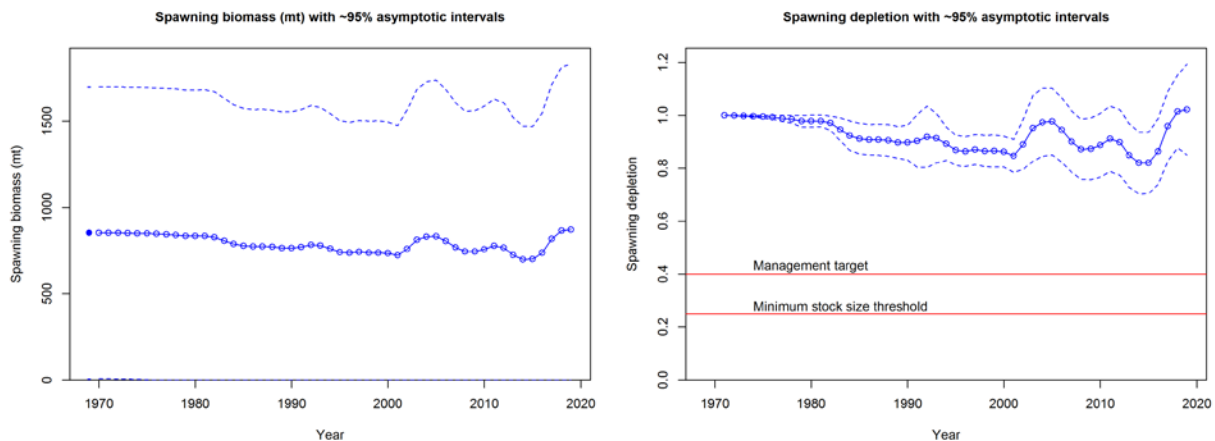 Spawning biomass (mt) with ~95% asymptotic intervals
Spawning biomass (mt)
1500
1000
500
0
1970 1980 1990 2000 2010 2020
Year
Spawning depletion with ~95% asymptotic intervals
Spawning depletion
1.2
1.0
0.8
0.6
0.4
0.2
0.0
Management target
Minimum stock size threshold
1970 1980 1990 2000 2010 2020
Year